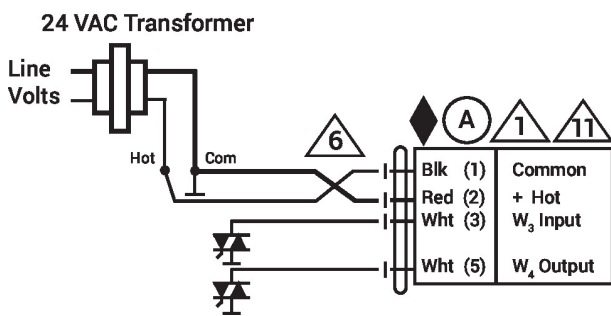 24 VAC Transformer
Line
Volts
Hot
Com
6
A
1
11
Blk (1) Common
Red (2) + Hot
Wht (3) W₃ Input
Wht (5) W₄ Output